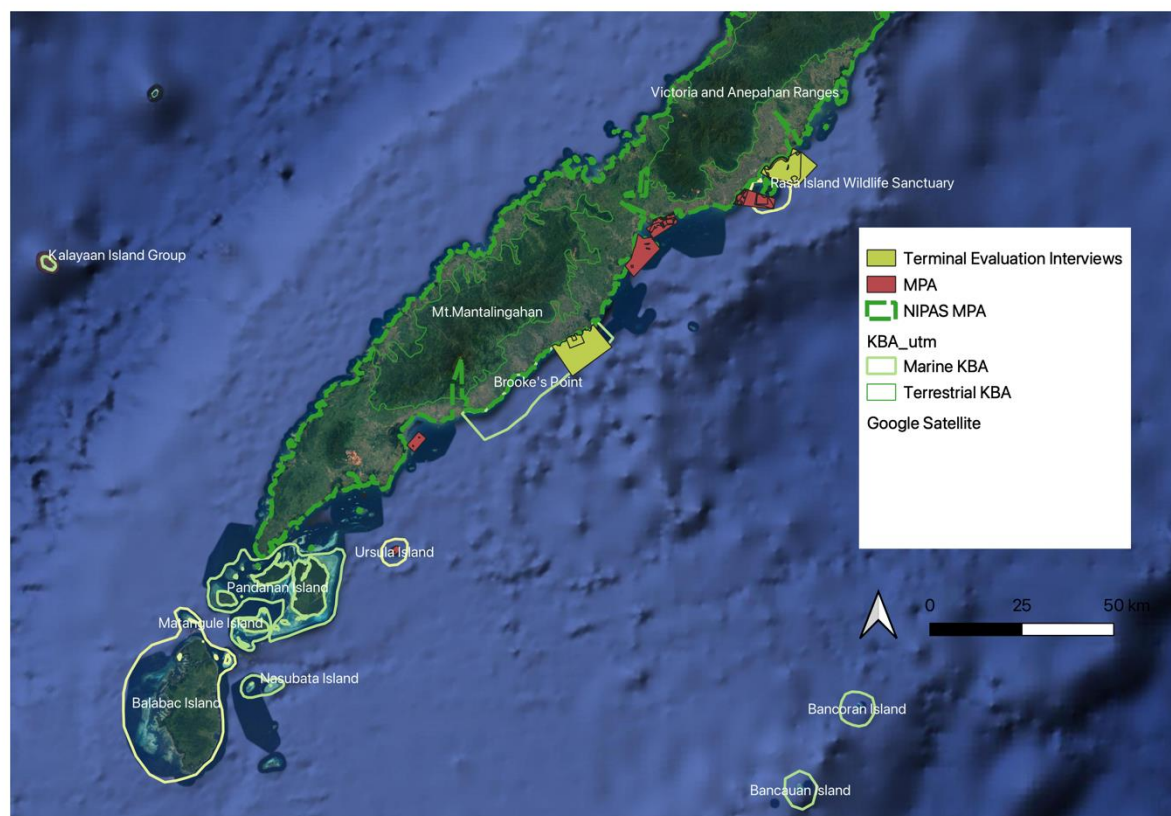 Victoria and Anepahan Ranges
Rasa Island Wildlife Sanctuary
Kalayaan Island Group
Mt.Mantalingahan
Brooke's Point
Ursula Island
Pandanan Island
Matangule Island
Nasubata Island
Balabac Island
Bancoran Island
Bancauan Island
Terminal Evaluation Interviews
MPA
NIPAS MPA
KBA_utm
Marine KBA
Terrestrial KBA
Google Satellite
0 25 50 km